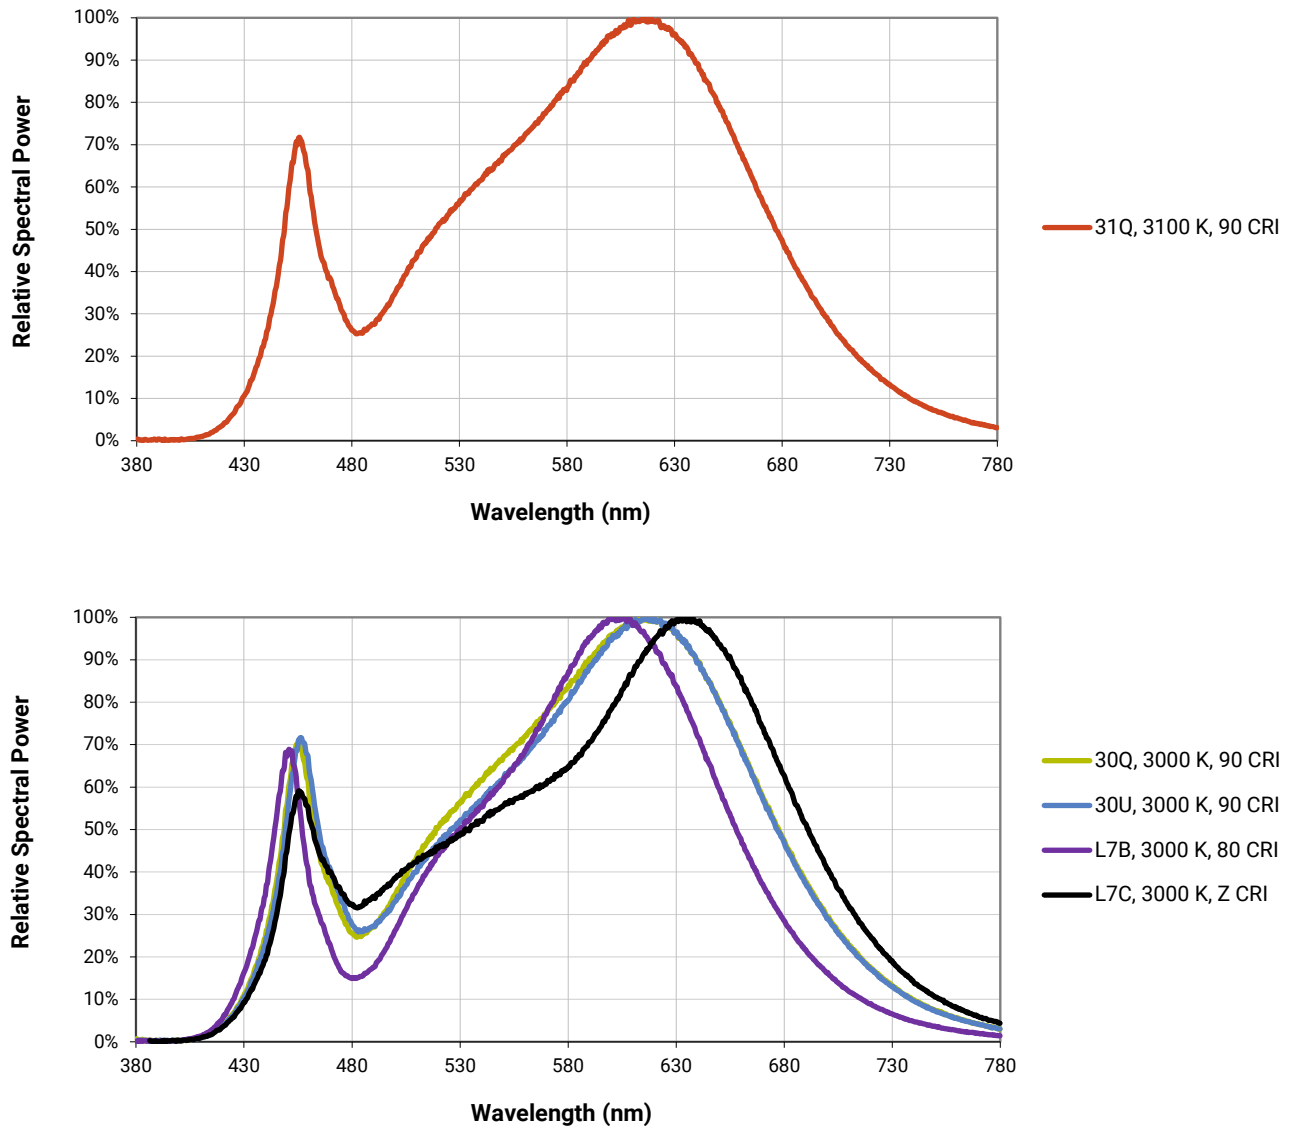 100%
90%
80%
70%
60%
50%
40%
30%
20%
10%
0%
Relative Spectral Power
380 430 480 530 580 630 680 730 780
Wavelength (nm)
31Q, 3100 K, 90 CRI
100%
90%
80%
70%
60%
50%
40%
30%
20%
10%
0%
Relative Spectral Power
380 430 480 530 580 630 680 730 780
Wavelength (nm)
30Q, 3000 K, 90 CRI
30U, 3000 K, 90 CRI
L7B, 3000 K, 80 CRI
L7C, 3000 K, Z CRI